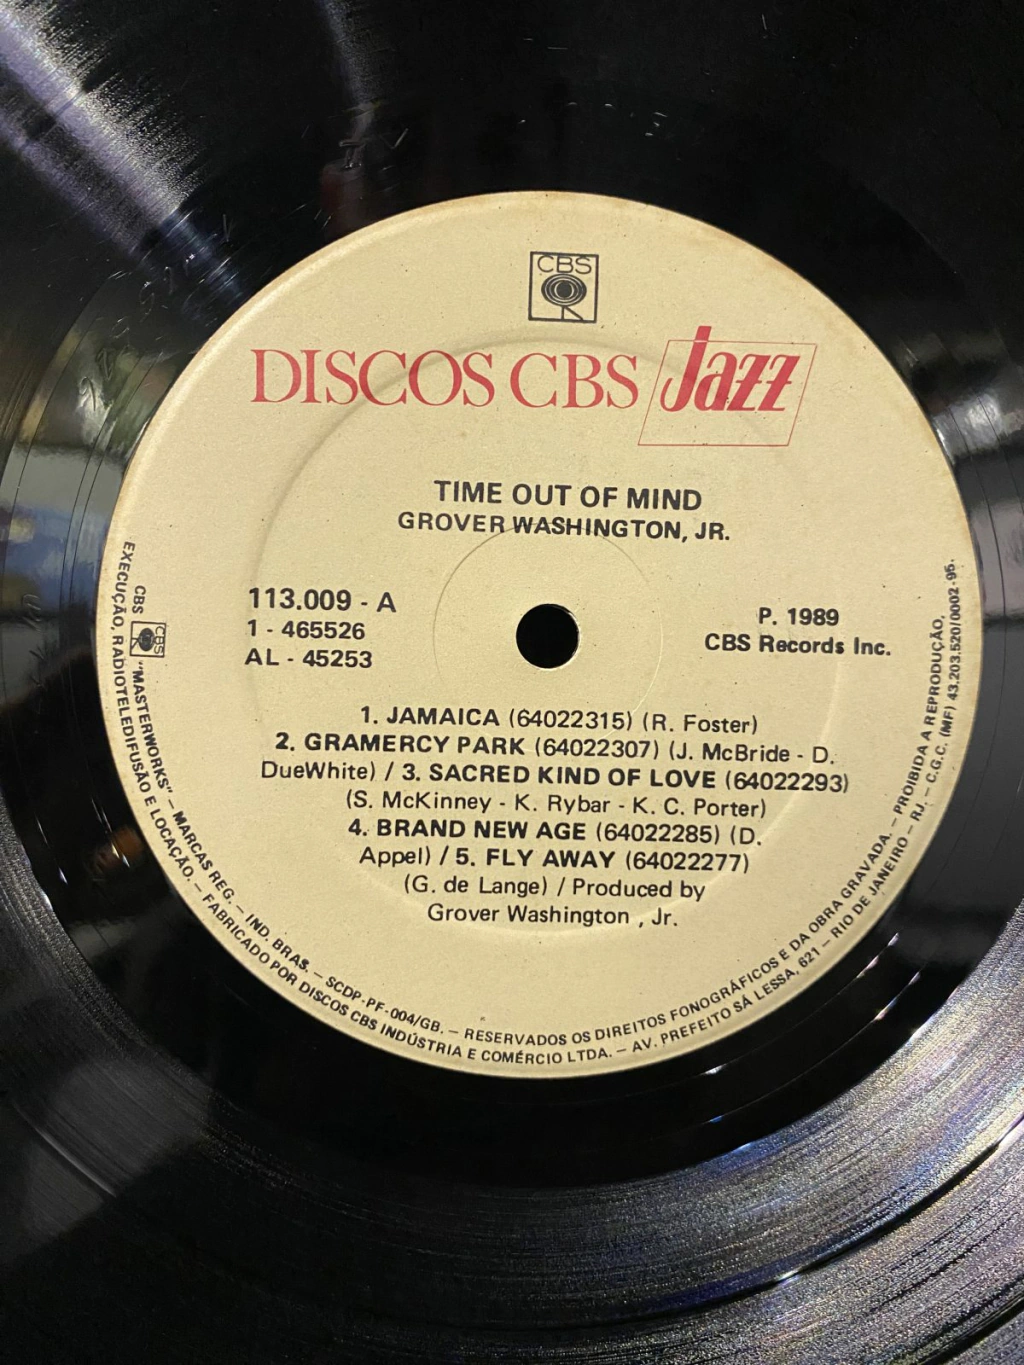 CBS
DISCOS CBS Jazz
TIME OUT OF MIND
GROVER WASHINGTON, JR.
113.009 - A
1 - 465526
AL - 45253
P. 1989
CBS Records Inc.
1. JAMAICA (64022315) (R. Foster)
2. GRAMERCY PARK (64022307) (J. McBride - D.
DueWhite) / 3. SACRED KIND OF LOVE (64022293)
(S. McKinney - K. Rybar - K. C. Porter)
4. BRAND NEW AGE (64022285) (D.
Appel) / 5. FLY AWAY (64022277)
(G. de Lange) / Produced by
Grover Washington , Jr.
CBS CBS "MASTERWORKS" – MARCAS REG. – IND. BRAS. – SCDP-PF-004/GB. – RESERVADOS OS DIREITOS FONOGRÁFICOS E DA OBRA GRAVADA. – PROIBIDA A REPRODUÇÃO,
EXECUÇÃO, RADIOTELEDIFUSÃO E LOCAÇÃO. – FABRICADO POR DISCOS CBS INDÚSTRIA E COMÉRCIO LTDA. – AV. PREFEITO SÁ LESSA, 621 – RIO DE JANEIRO – RJ. – C.G.C. (MF) 43.203.520/0002-95.